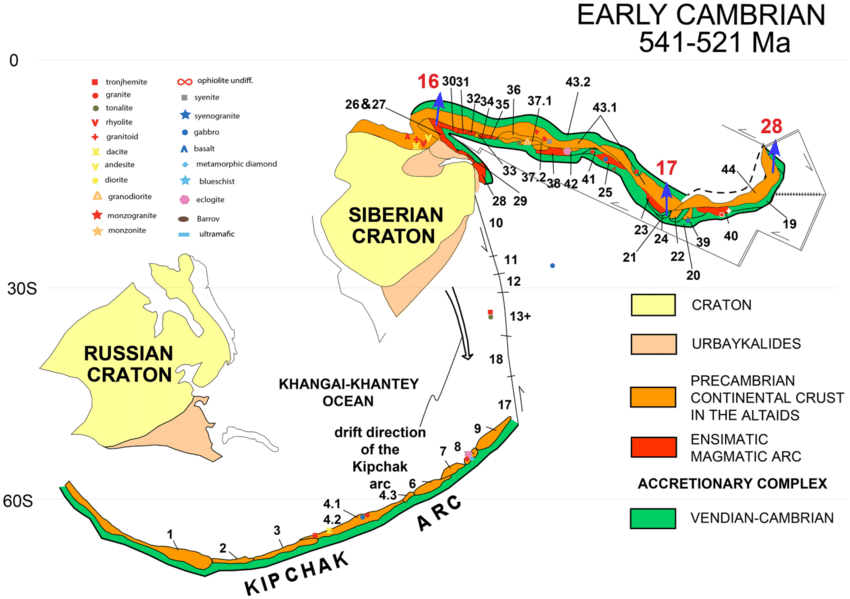 EARLY CAMBRIAN
541-521 Ma
0
30S
60S
tronjhemite
granite
tonalite
rhyolite
granitoid
dacite
andesite
diorite
granodiorite
monzogranite
monzonite
ophiolite undiff.
syenite
syenogranite
gabbro
basalt
metamorphic diamond
blueschist
eclogite
Barrov
ultramafic
26&27
16
30
31
32
34
35
36
37.1
43.2
43.1
33
37.2
38
42
41
25
17
28
44
19
40
39
20
22
24
21
23
28
29
10
11
12
13+
18
17
SIBERIAN
CRATON
RUSSIAN
CRATON
KHANGAI-KHANTEY
OCEAN
drift direction
of the
Kipchak
arc
9
8
7
6
4.3
4.1
4.2
3
2
1
KIPCHAK
ARC
CRATON
URBAYKALIDES
PRECAMBRIAN
CONTINENTAL CRUST
IN THE ALTAIDS
ENSIMATIC
MAGMATIC ARC
ACCRETIONARY COMPLEX
VENDIAN-CAMBRIAN